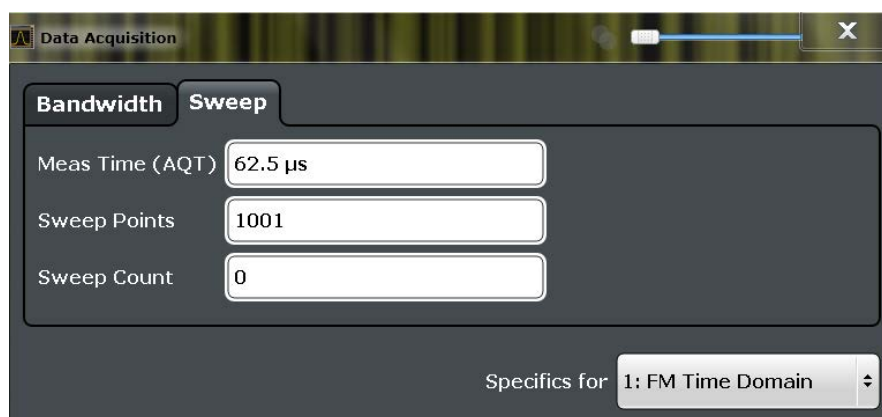 Data Acquisition X
Bandwidth Sweep
Meas Time (AQT) 62.5 µs
Sweep Points 1001
Sweep Count 0
Specifics for 1: FM Time Domain